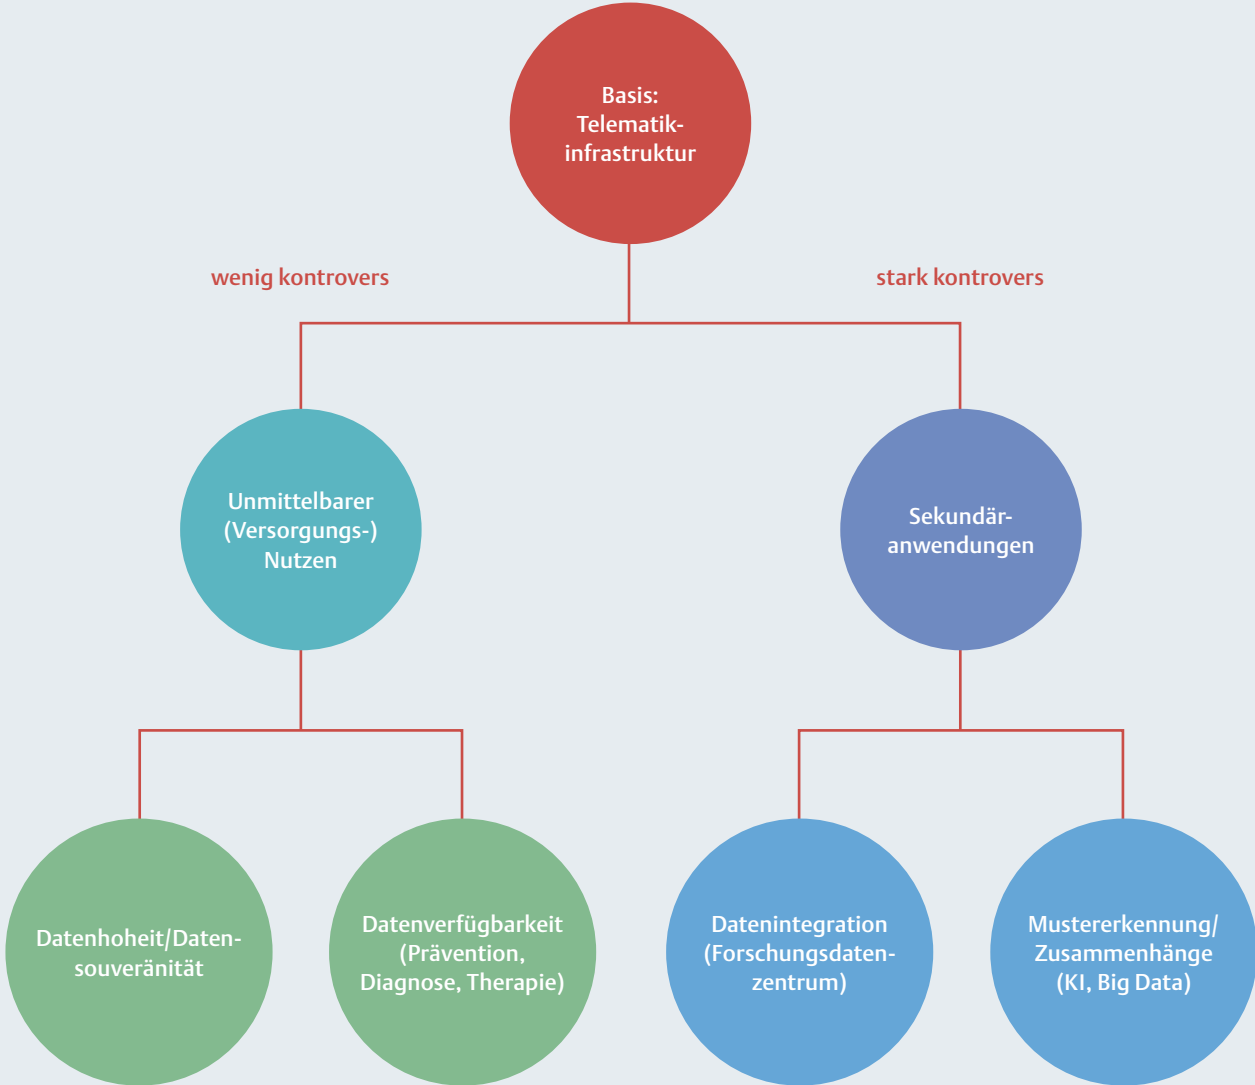 Basis:
Telematik-
infrastruktur
wenig kontrovers
stark kontrovers
Unmittelbarer
(Versorgungs-)
Nutzen
Sekundär-
anwendungen
Datenhoheit/Daten-
souveränität
Datenverfügbarkeit
(Prävention,
Diagnose, Therapie)
Datenintegration
(Forschungsdaten-
zentrum)
Mustererkennung/
Zusammenhänge
(KI, Big Data)